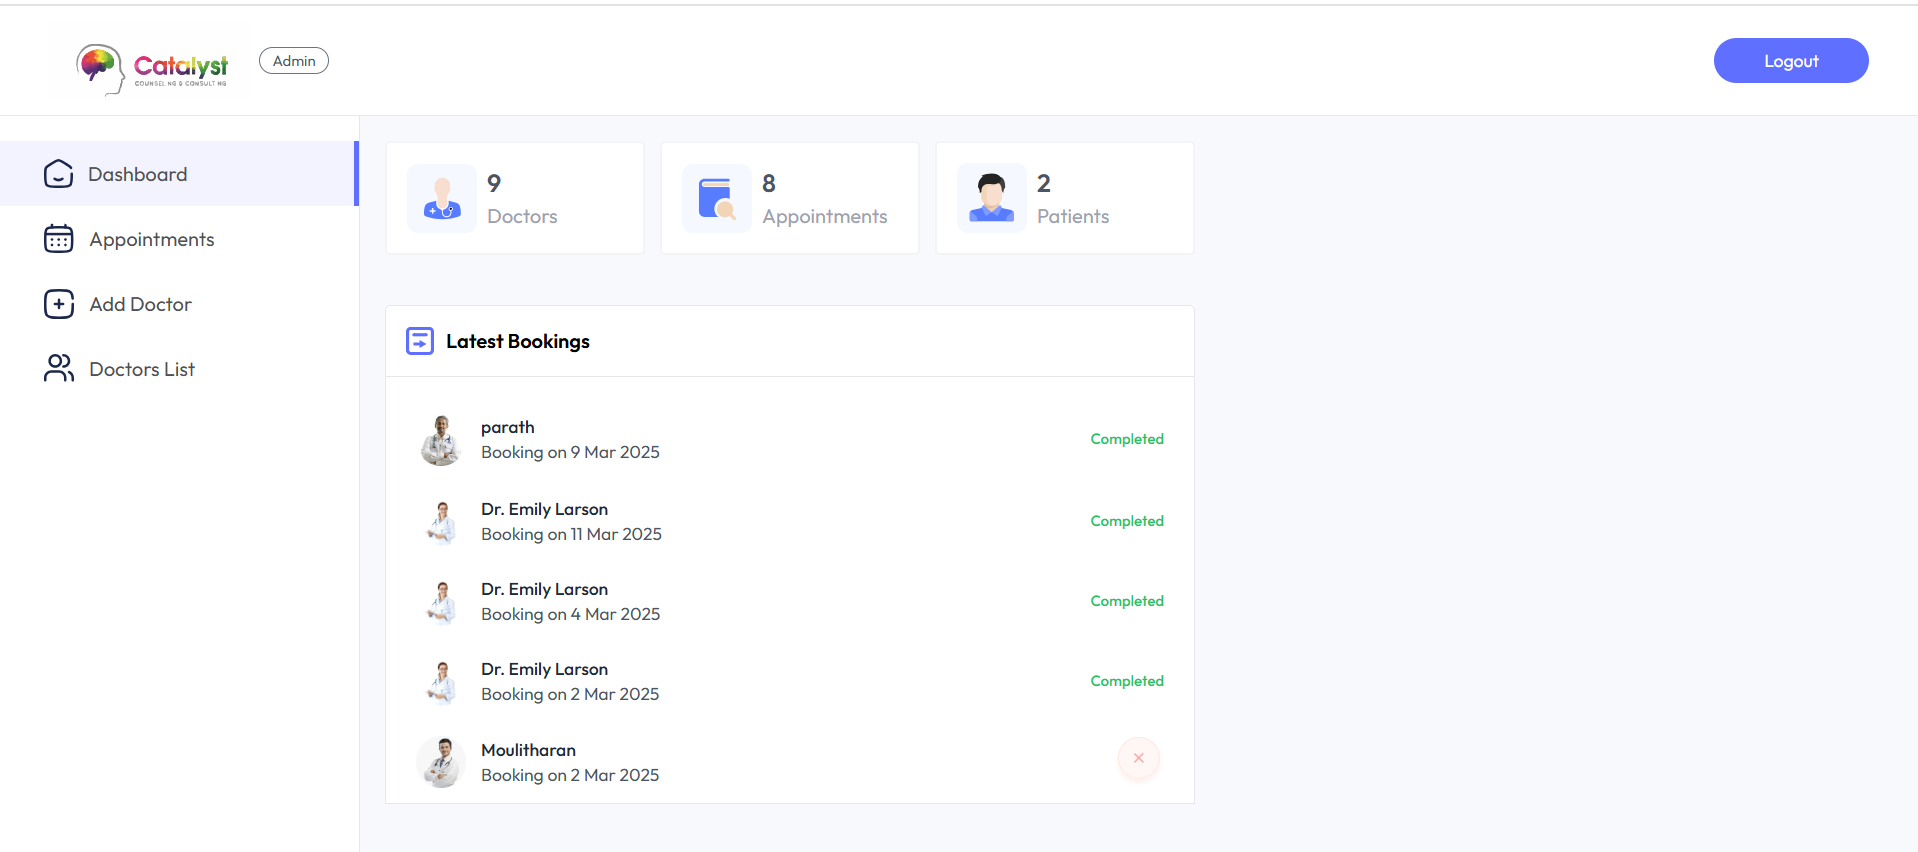 Catalyst
COUNSELING & CONSULTING
Admin
Logout
Dashboard
Appointments
Add Doctor
Doctors List
9
Doctors
8
Appointments
2
Patients
Latest Bookings
parath
Booking on 9 Mar 2025
Completed
Dr. Emily Larson
Booking on 11 Mar 2025
Completed
Dr. Emily Larson
Booking on 4 Mar 2025
Completed
Dr. Emily Larson
Booking on 2 Mar 2025
Completed
Moulitharan
Booking on 2 Mar 2025